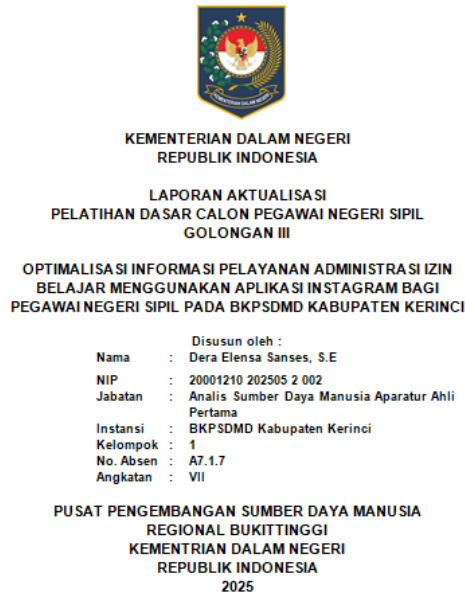 KEMENTERIAN DALAM NEGERI
KEMENTERIAN DALAM NEGERI
REPUBLIK INDONESIA
LAPORAN AKTUALISASI
PELATIHAN DASAR CALON PEGAWAI NEGERI SIPIL
GOLONGAN III
OPTIMALISASI INFORMASI PELAYANAN ADMINISTRASI IZIN
BELAJAR MENGGUNAKAN APLIKASI INSTAGRAM BAGI
PEGAWAI NEGERI SIPIL PADA BKPSDMD KABUPATEN KERINCI
Disusun oleh :
Nama : Dera Elensa Sanses, S.E
NIP : 20001210 202505 2 002
Jabatan : Analis Sumber Daya Manusia Aparatur Ahli
Pertama
Instansi : BKPSDMD Kabupaten Kerinci
Kelompok : 1
No. Absen : A7.1.7
Angkatan : VII
PUSAT PENGEMBANGAN SUMBER DAYA MANUSIA
REGIONAL BUKITTINGGI
KEMENTRIAN DALAM NEGERI
REPUBLIK INDONESIA
2025